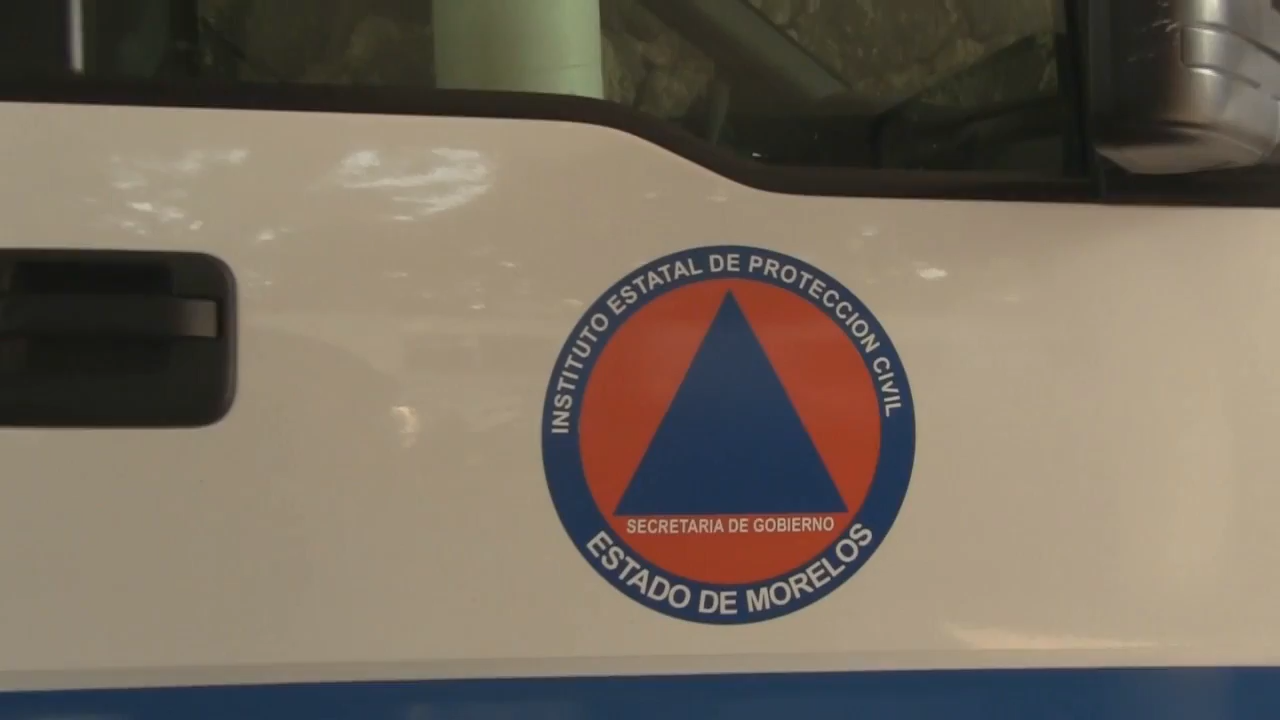 INSTITUTO ESTATAL DE PROTECCION CIVIL
SECRETARIA DE GOBIERNO
ESTADO DE MORELOS